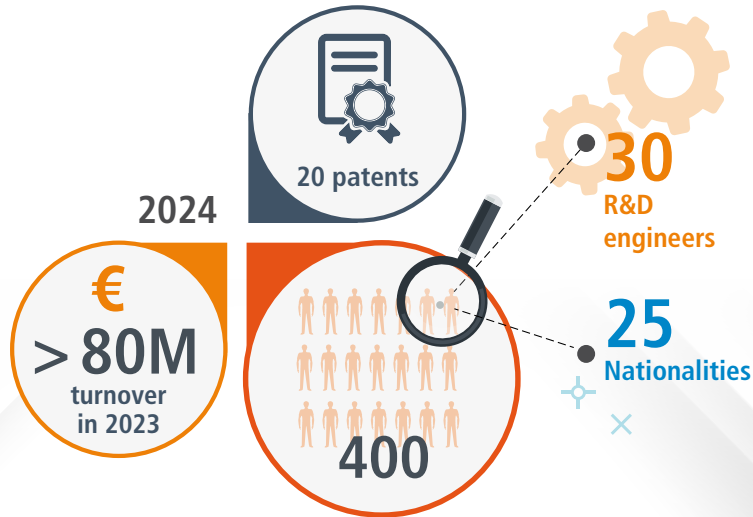 20 patents
2024
€
> 80M
turnover
in 2023
400
30
R&D
engineers
25
Nationalities